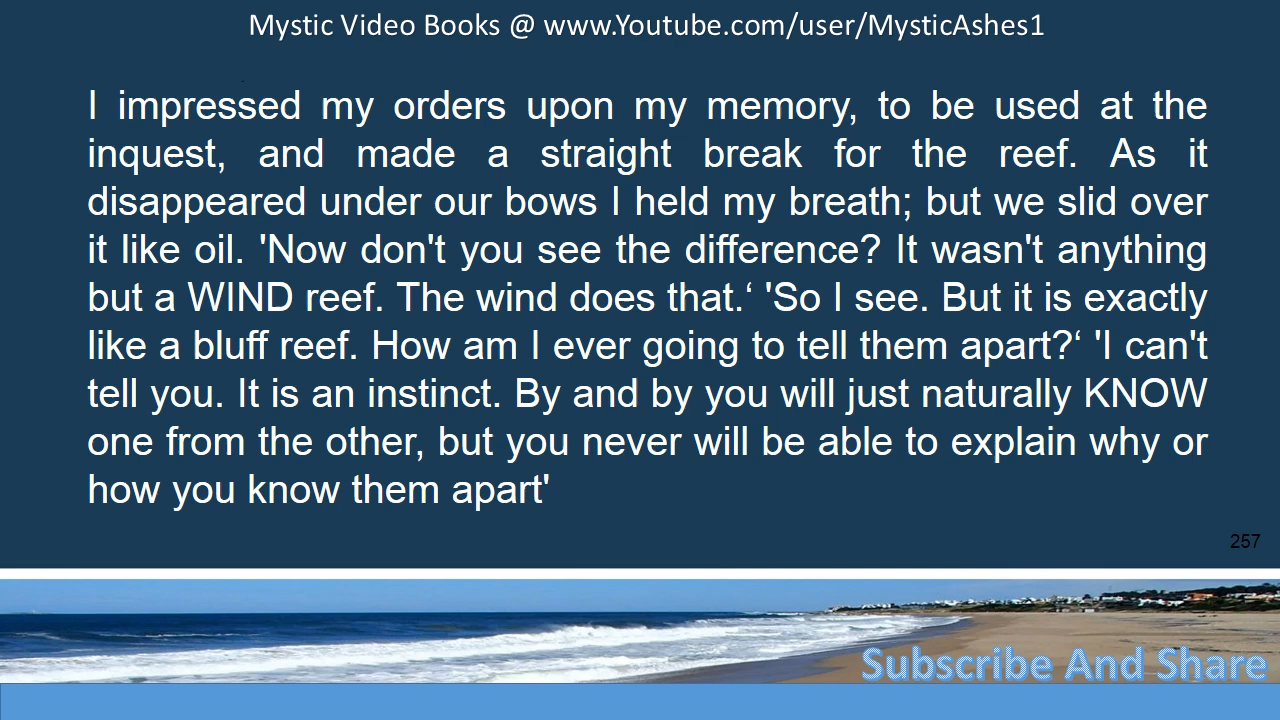 Mystic Video Books @ www.Youtube.com/user/MysticAshes1
I impressed my orders upon my memory, to be used at the
inquest, and made a straight break for the reef. As it
disappeared under our bows I held my breath; but we slid over
it like oil. 'Now don't you see the difference? It wasn't anything
but a WIND reef. The wind does that.‘ 'So I see. But it is exactly
like a bluff reef. How am I ever going to tell them apart?‘ 'I can't
tell you. It is an instinct. By and by you will just naturally KNOW
one from the other, but you never will be able to explain why or
how you know them apart'
257
Subscribe And Share